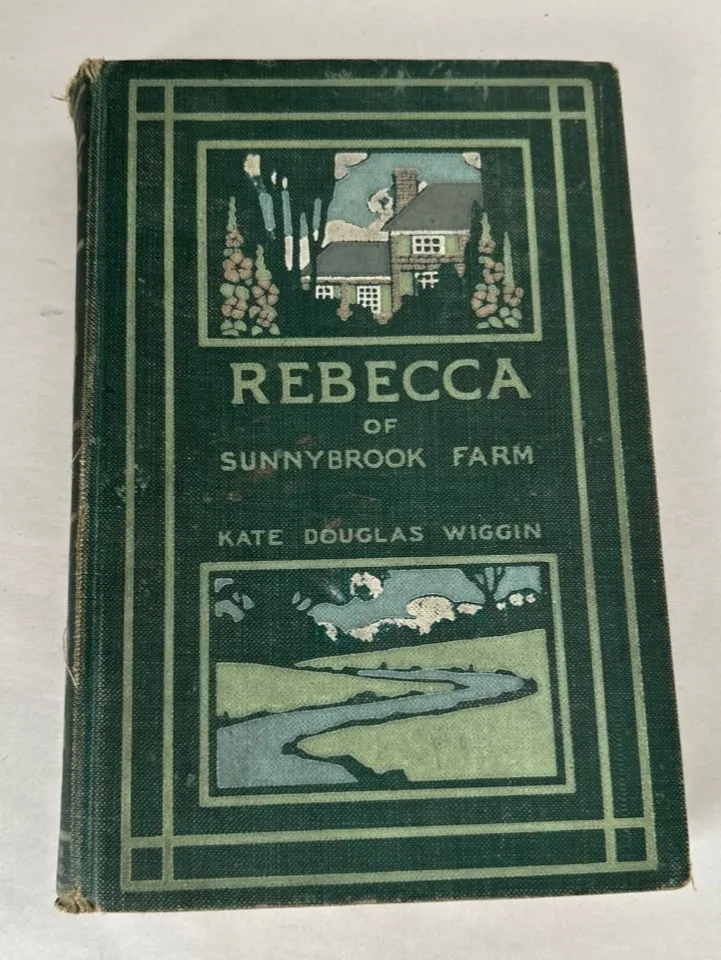 REBECCA
OF
SUNNYBROOK FARM
KATE DOUGLAS WIGGIN